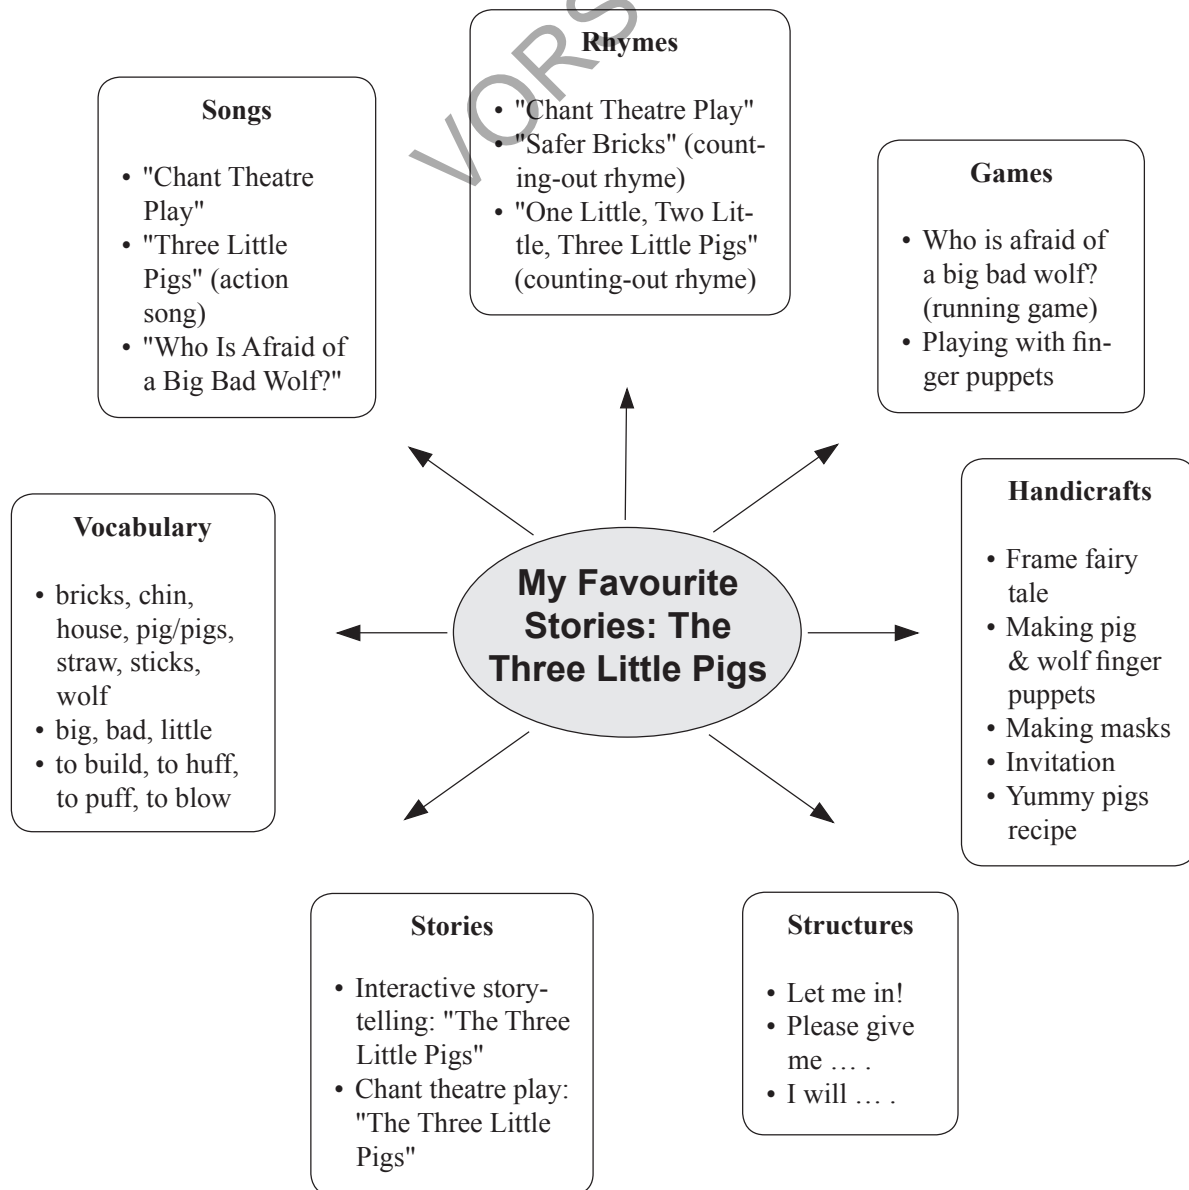 VORS
Rhymes
• "Chant Theatre Play"
• "Safer Bricks" (count-
ing-out rhyme)
• "One Little, Two Lit-
tle, Three Little Pigs"
(counting-out rhyme)
Songs
• "Chant Theatre
Play"
• "Three Little
Pigs" (action
song)
• "Who Is Afraid of
a Big Bad Wolf?"
Games
• Who is afraid of
a big bad wolf?
(running game)
• Playing with fin-
ger puppets
Handicrafts
• Frame fairy
tale
• Making pig
& wolf finger
puppets
• Making masks
• Invitation
• Yummy pigs
recipe
Vocabulary
• bricks, chin,
house, pig/pigs,
straw, sticks,
wolf
• big, bad, little
• to build, to huff,
to puff, to blow
My Favourite
Stories: The
Three Little Pigs
Stories
• Interactive story-
telling: "The Three
Little Pigs"
• Chant theatre play:
"The Three Little
Pigs"
Structures
• Let me in!
• Please give
me … .
• I will … .